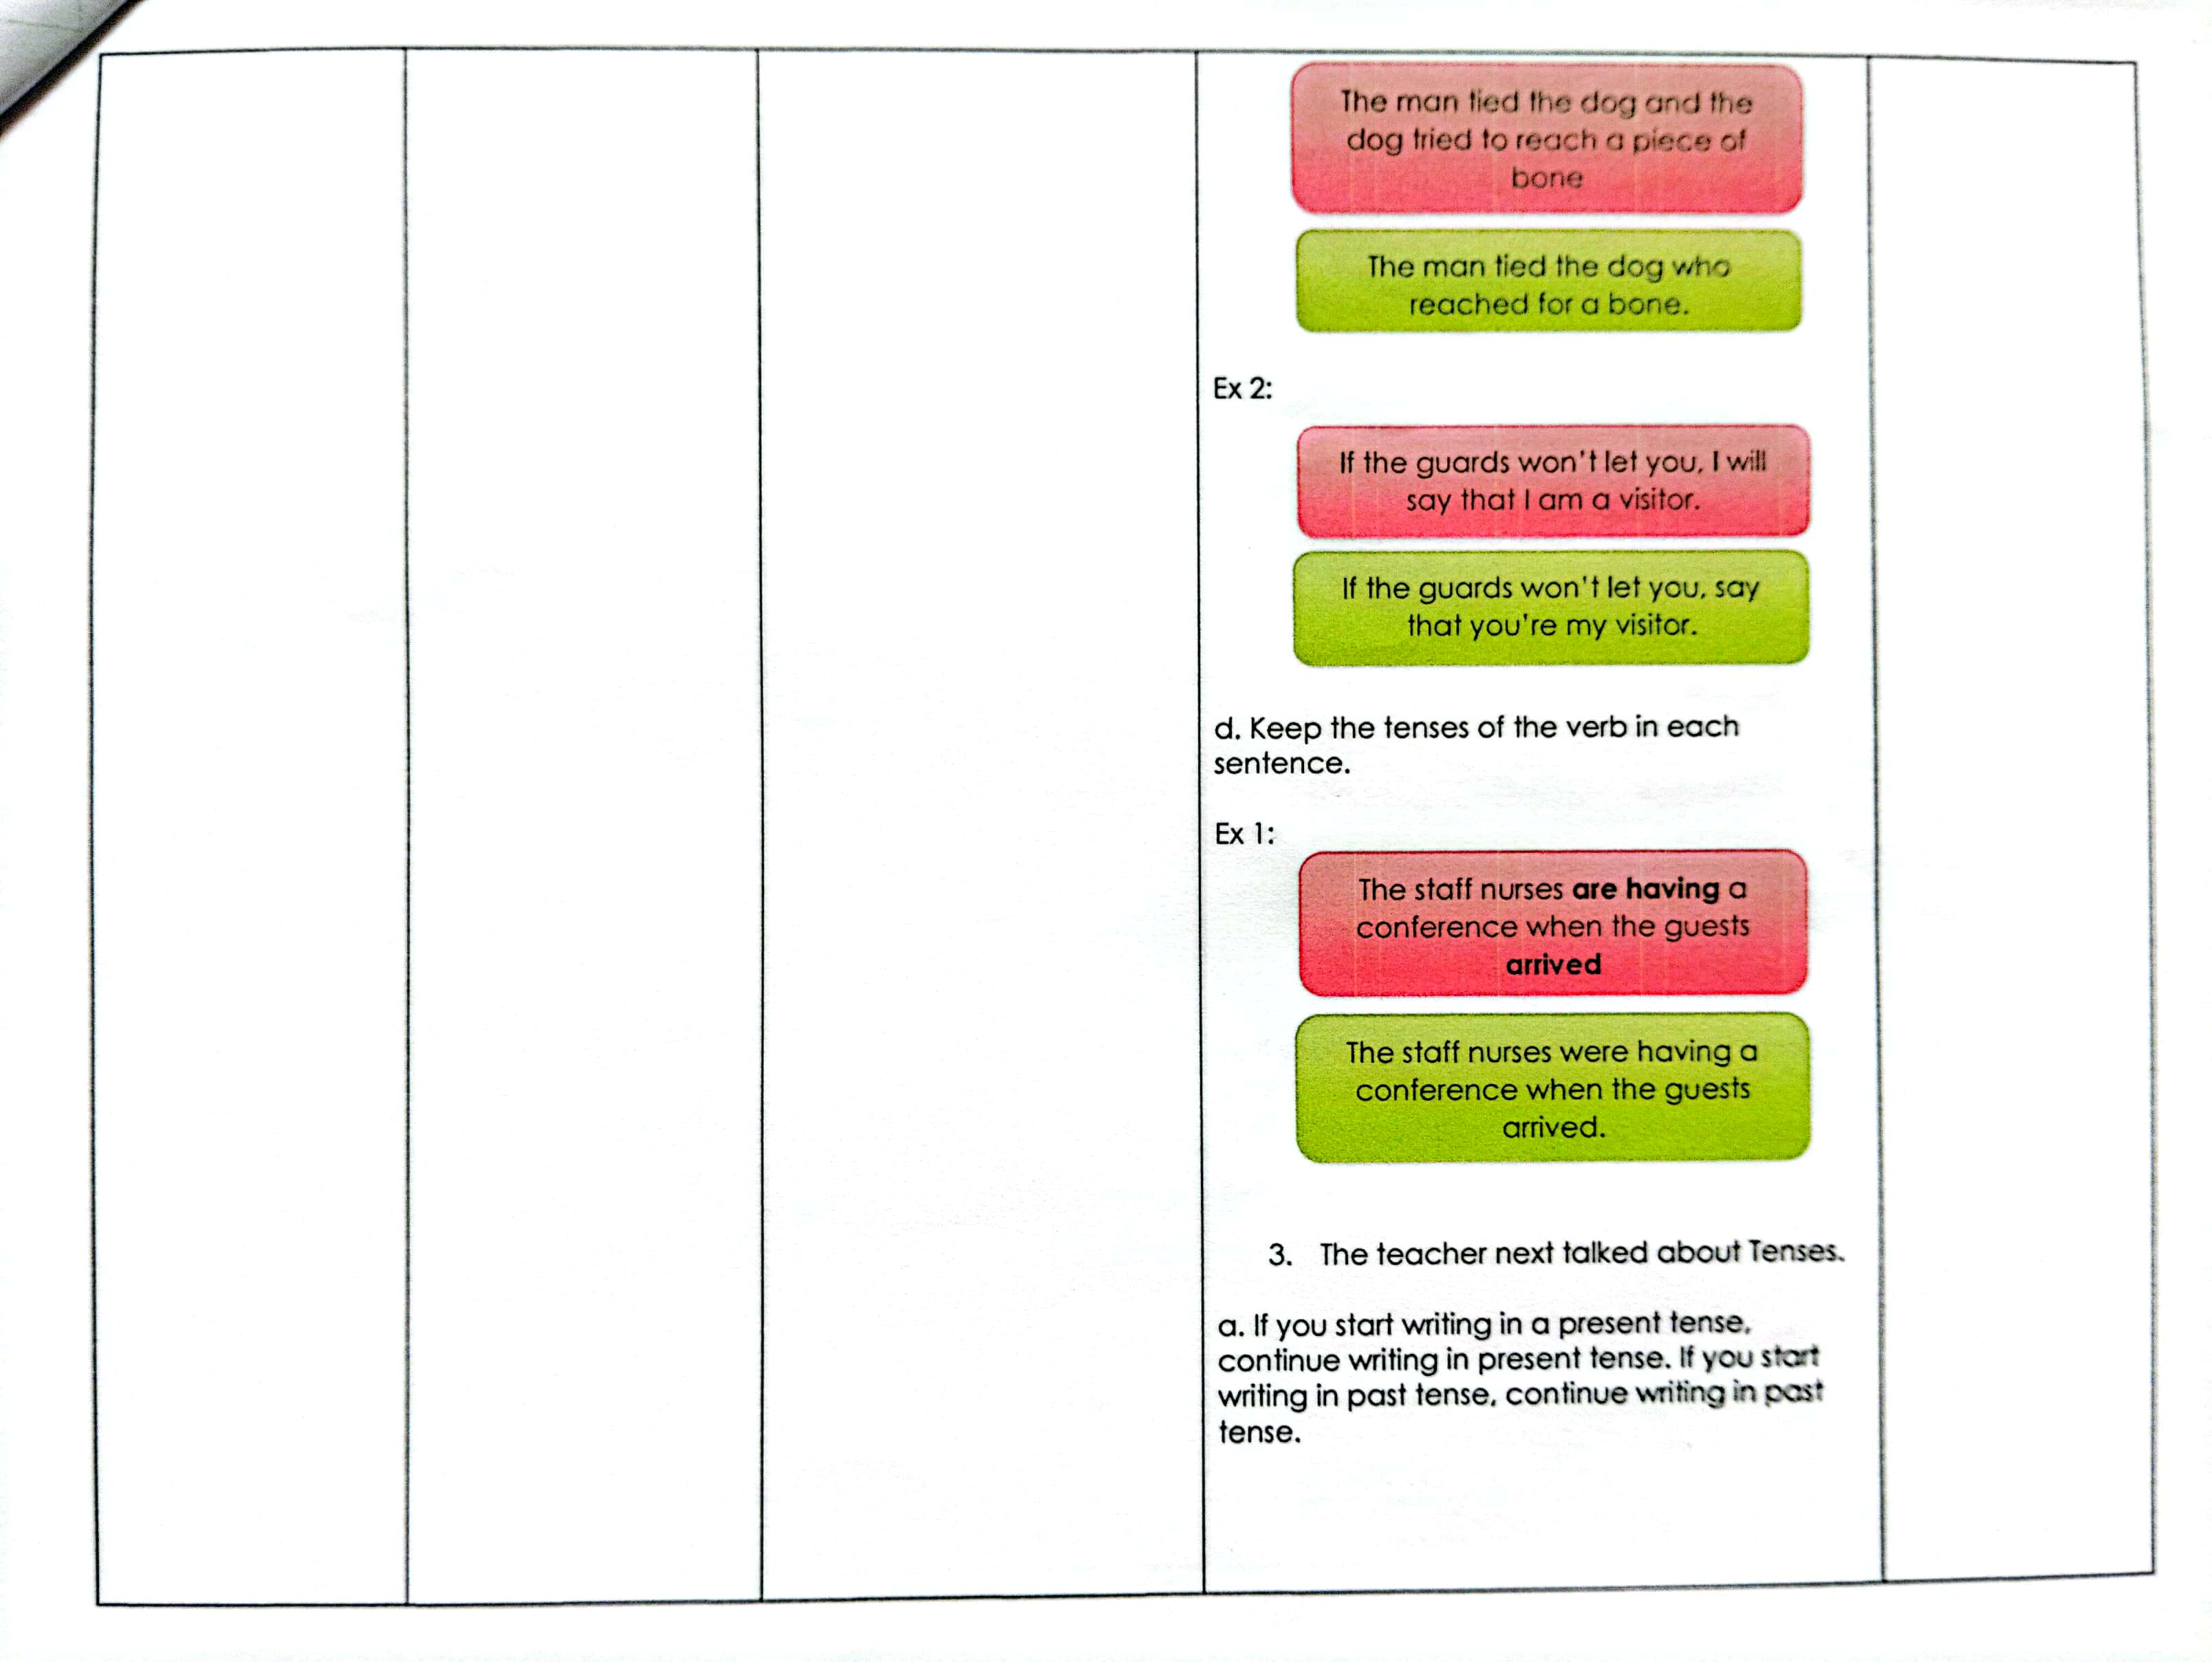 The man tied the dog and the
dog tried to reach a piece of
bone
The man tied the dog who
reached for a bone.
Ex 2:
If the guards won't let you, I will
say that I am a visitor.
If the guards won't let you, say
that you're my visitor.
d. Keep the tenses of the verb in each
sentence.
Ex 1:
The staff nurses are having a
conference when the guests
arrived
The staff nurses were having a
conference when the guests
arrived.
3. The teacher next talked about Tenses.
a. If you start writing in a present tense,
continue writing in present tense. If you start
writing in past tense, continue writing in past
tense.